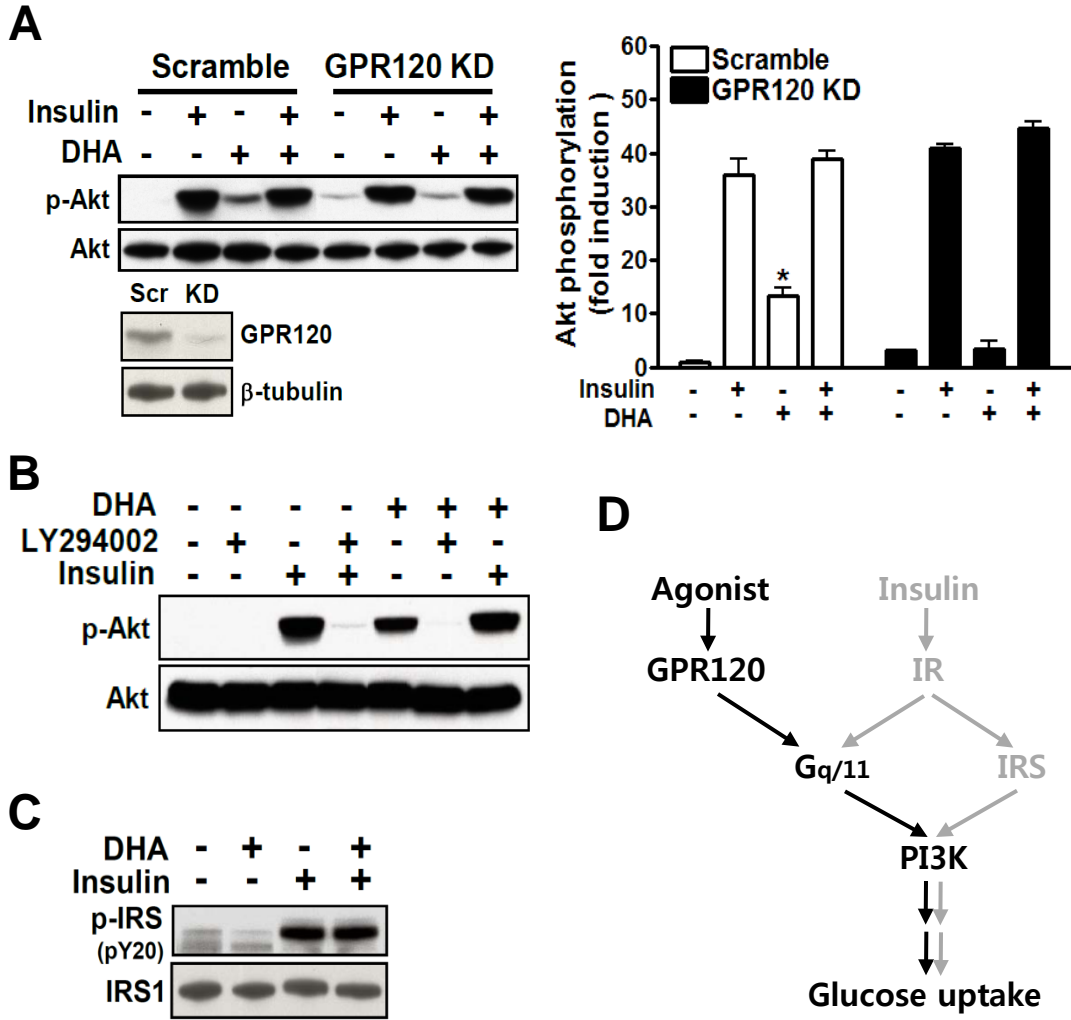 A
Scramble GPR120 KD
Insulin - + - + - + - +
DHA - - + + - - + +
p-Akt
Akt
Scr KD
GPR120
β-tubulin
Akt phosphorylation
(fold induction )
60
50
40
30
20
10
0
Scramble
GPR120 KD
*
Insulin - + - + - + - +
DHA - - + + - - + +
B
DHA - - - - + + +
LY294002 - + - + - + -
Insulin - - + + - - +
p-Akt
Akt
C
DHA - + - +
Insulin - - + +
p-IRS
(pY20)
IRS1
D
Agonist Insulin
GPR120 IR
Gq/11 IRS
PI3K
Glucose uptake